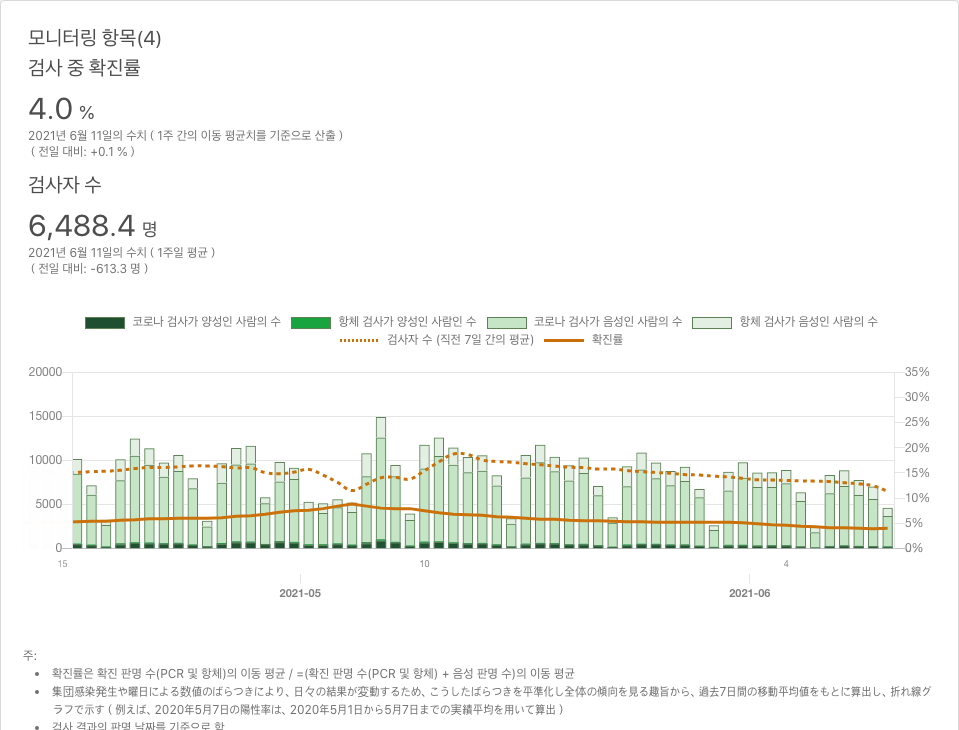 모니터링 항목(4)
검사 중 확진률
4.0 %
2021년 6월 11일의 수치 ( 1주 간의 이동 평균치를 기준으로 산출 )
( 전일 대비: +0.1 % )
검사자 수
6,488.4 명
2021년 6월 11일의 수치 ( 1주일 평균 )
( 전일 대비: -613.3 명 )
코로나 검사가 양성인 사람의 수 항체 검사가 양성인 사람인 수 코로나 검사가 음성인 사람의 수 항체 검사가 음성인 사람의 수
검사자 수 (직전 7일 간의 평균) 확진률
20000 35%
30%
15000 25%
20%
10000 15%
10%
5000 5%
0 0%
15 10 4
2021-05 2021-06
주:
• 확진률은 확진 판명 수(PCR 및 항체)의 이동 평균 / =(확진 판명 수(PCR 및 항체) + 음성 판명 수)의 이동 평균
• 集団感染発生や曜日による数値のばらつきにより、日々の結果が変動するため、こうしたばらつきを平準化し全体の傾向を見る趣旨から、過去7日間の移動平均値をもとに算出し、折れ線グ
ラフで示す ( 例えば、2020年5月7日の陽性率は、2020年5月1日から5月7日までの実績平均を用いて算出 )
• 검사 결과의 판명 날짜를 기준으로 함